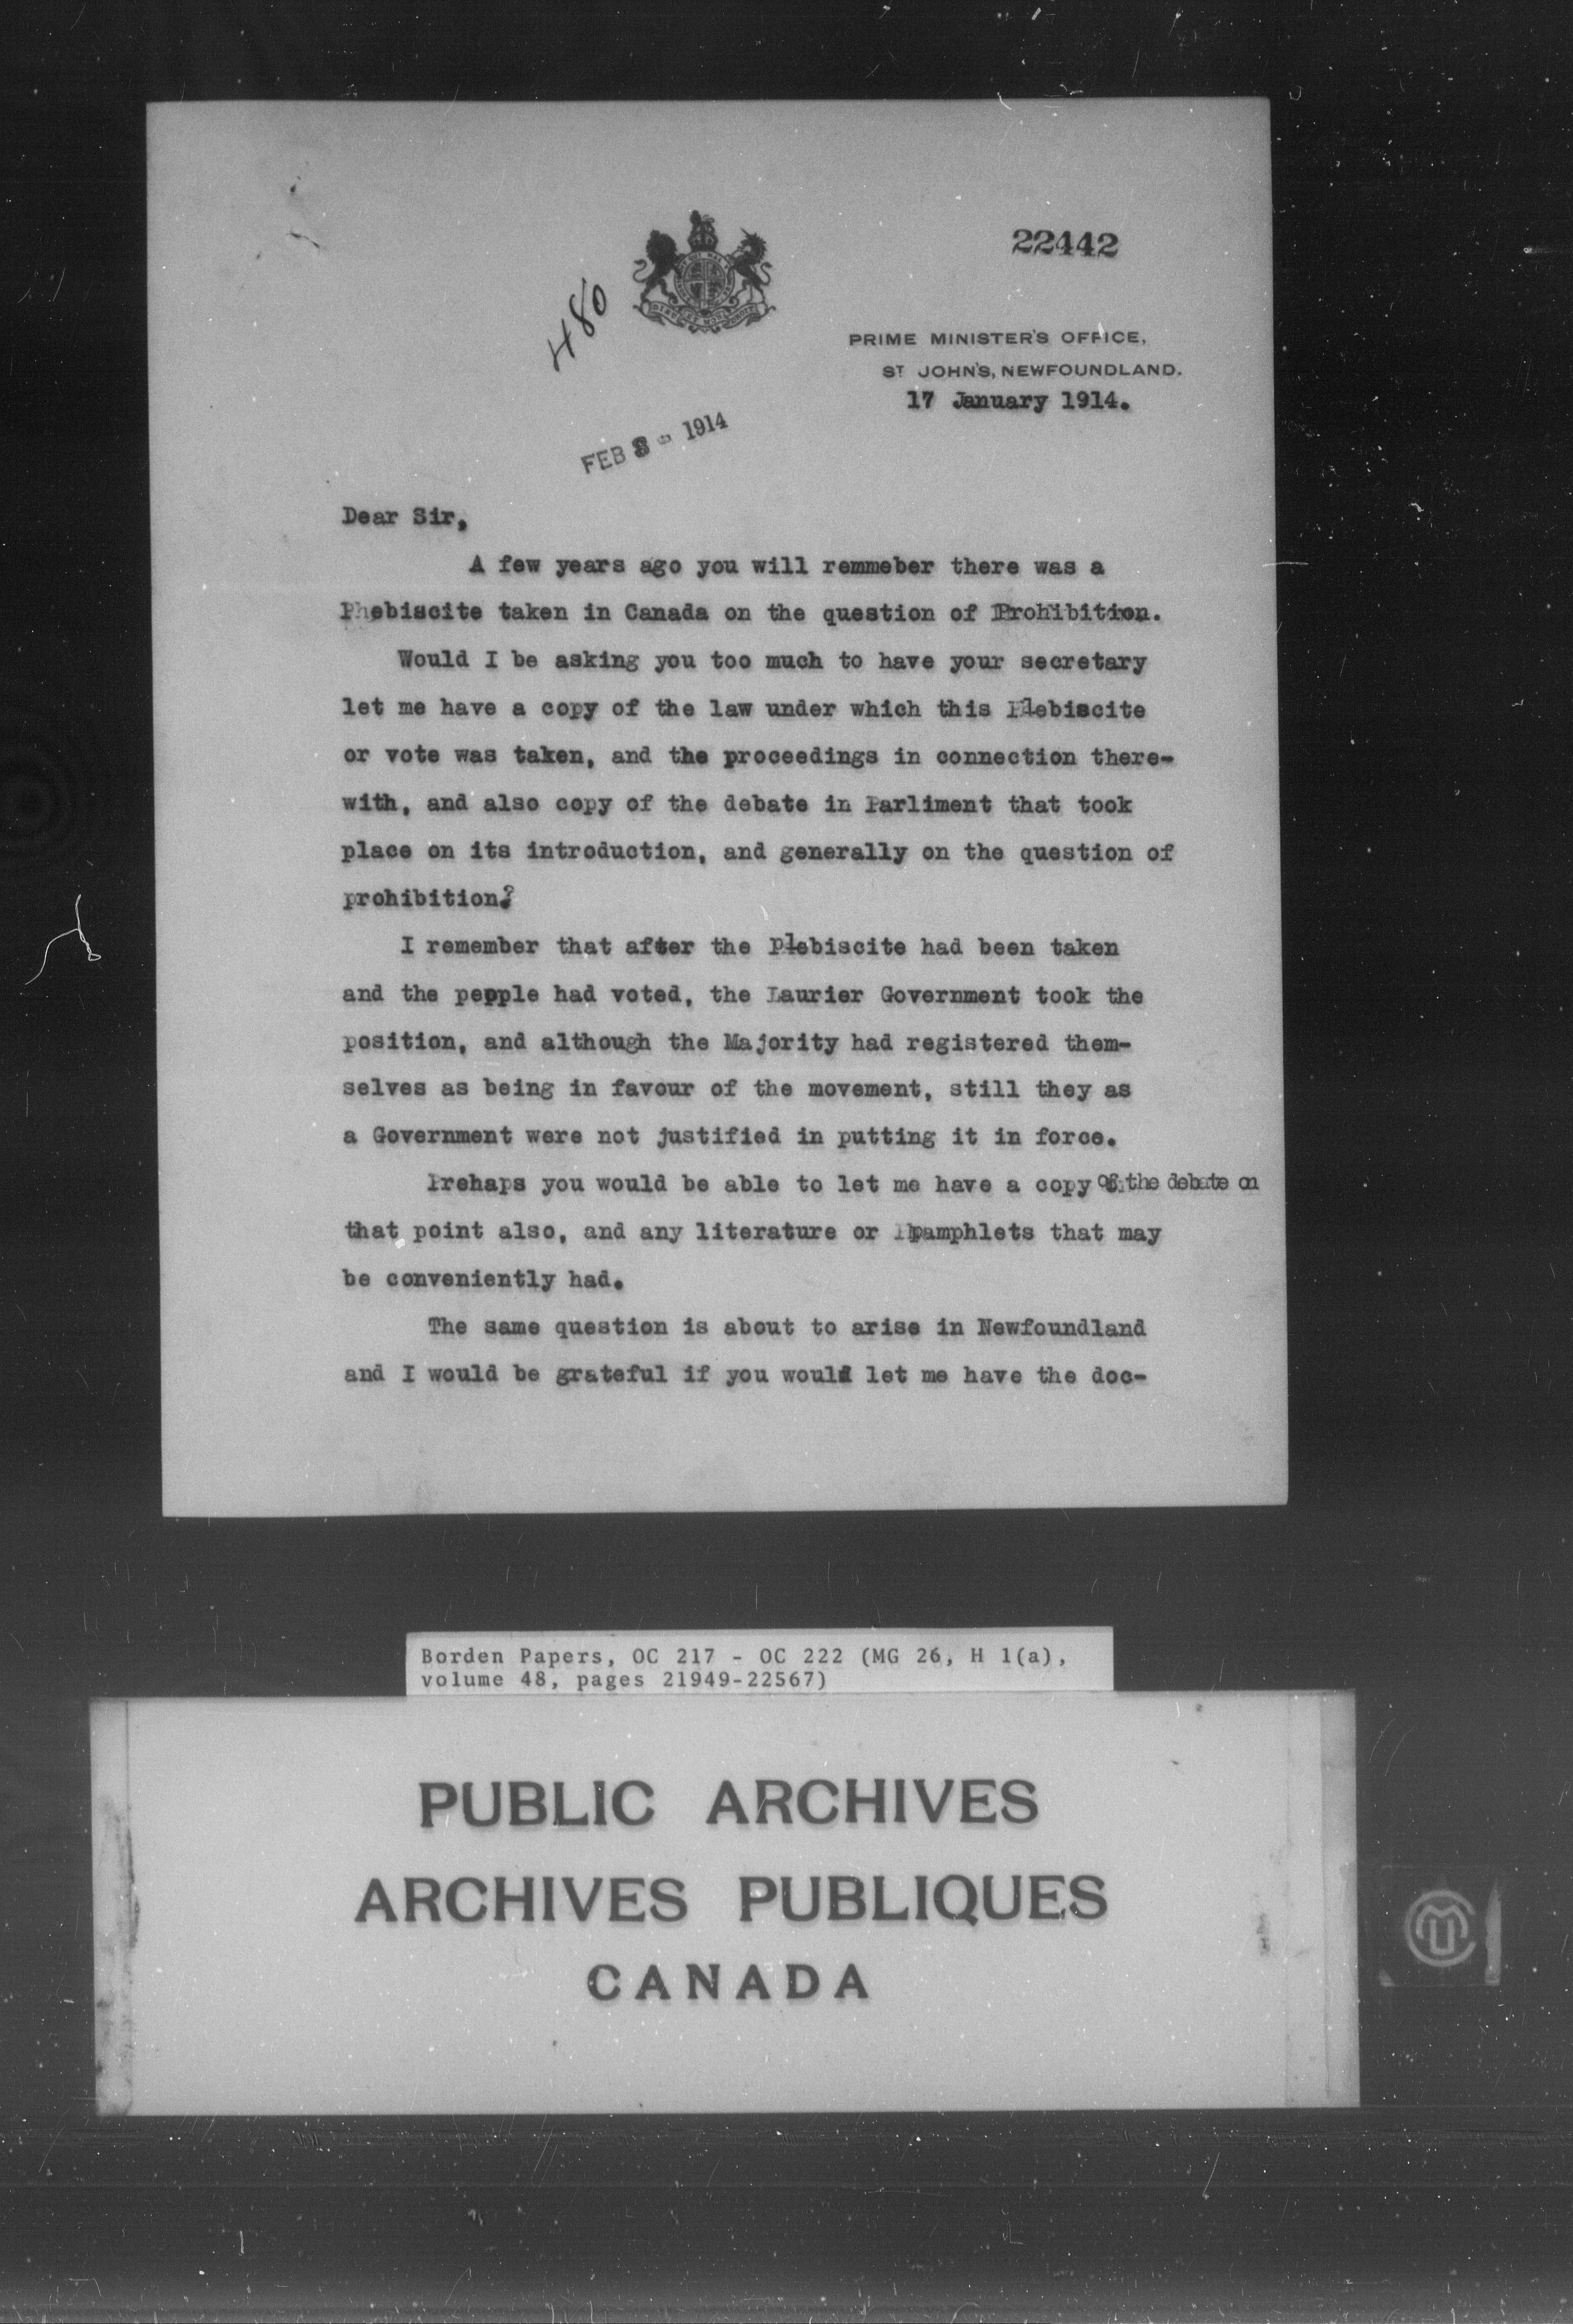 22442
480
PRIME MINISTER'S OFFICE,
ST JOHN'S, NEWFOUNDLAND.
17 January 1914.
FEB 3 - 1914
Dear Sir,
A few years ago you will remmeber there was a
Phebiscite taken in Canada on the question of Prohibition.
Would I be asking you too much to have your secretary
let me have a copy of the law under which this Plebiscite
or vote was taken, and the proceedings in connection there-
with, and also copy of the debate in Parliment that took
place on its introduction, and generally on the question of
prohibition?
I remember that after the Plebiscite had been taken
and the pepple had voted, the Laurier Government took the
position, and although the Majority had registered them-
selves as being in favour of the movement, still they as
a Government were not justified in putting it in force.
Prehaps you would be able to let me have a copy of the debate on
that point also, and any literature or pamphlets that may
be conveniently had.
The same question is about to arise in Newfoundland
and I would be grateful if you would let me have the doc-
Borden Papers, OC 217 - OC 222 (MG 26, H 1(a),
volume 48, pages 21949-22567)
PUBLIC ARCHIVES
ARCHIVES PUBLIQUES
CANADA